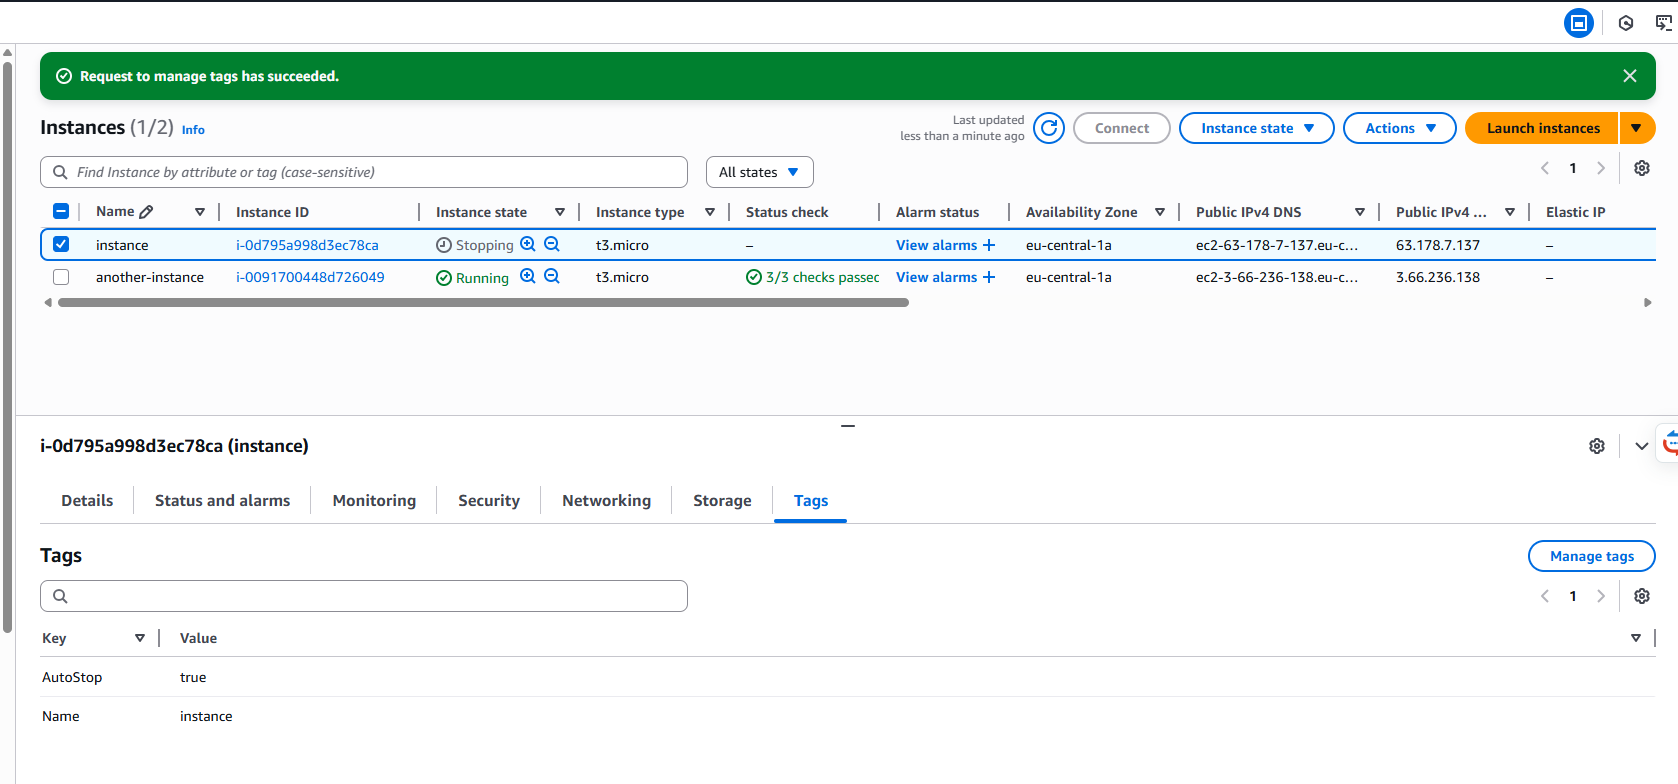 Request to manage tags has succeeded.
Instances (1/2) Info
Last updated
less than a minute ago
Connect
Instance state
Actions
Launch instances
Find Instance by attribute or tag (case-sensitive)
All states
1
Name Instance ID Instance state Instance type Status check Alarm status Availability Zone Public IPv4 DNS Public IPv4 ... Elastic IP
instance i-0d795a998d3ec78ca Stopping t3.micro – View alarms + eu-central-1a ec2-63-178-7-137.eu-c... 63.178.7.137 –
another-instance i-0091700448d726049 Running t3.micro 3/3 checks passec View alarms + eu-central-1a ec2-3-66-236-138.eu-c... 3.66.236.138 –
i-0d795a998d3ec78ca (instance)
Details Status and alarms Monitoring Security Networking Storage Tags
Tags
Manage tags
1
Key Value
AutoStop true
Name instance